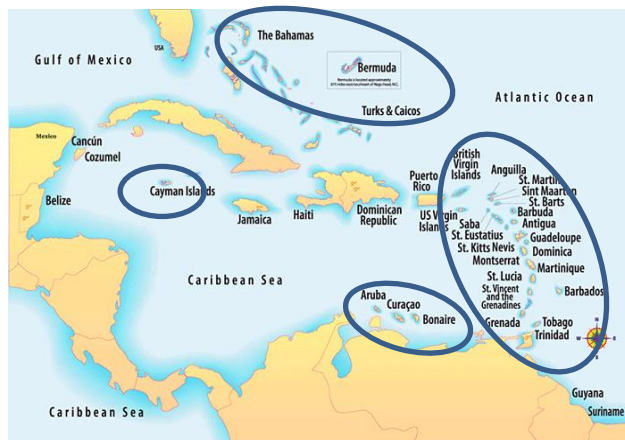 The Bahamas
USA
Gulf of Mexico
Bermuda
Turks & Caicos
Atlantic Ocean
Mexico
Cancún
Cozumel
Belize
Cayman Islands
Jamaica
Haiti
Dominican
Republic
Puerto
Rico
British
Virgin
Islands
US Virgin
Islands
Anguilla
St. Martin
Sint Maarten
St. Barts
Saba
Barbuda
St. Eustatius
Antigua
St. Kitts Nevis
Guadeloupe
Montserrat
Dominica
Martinique
St. Lucia
St. Vincent
and the
Grenadines
Barbados
Grenada
Tobago
Trinidad
Caribbean Sea
Aruba
Curaçao
Bonaire
Guyana
Suriname
Caribbean Sea